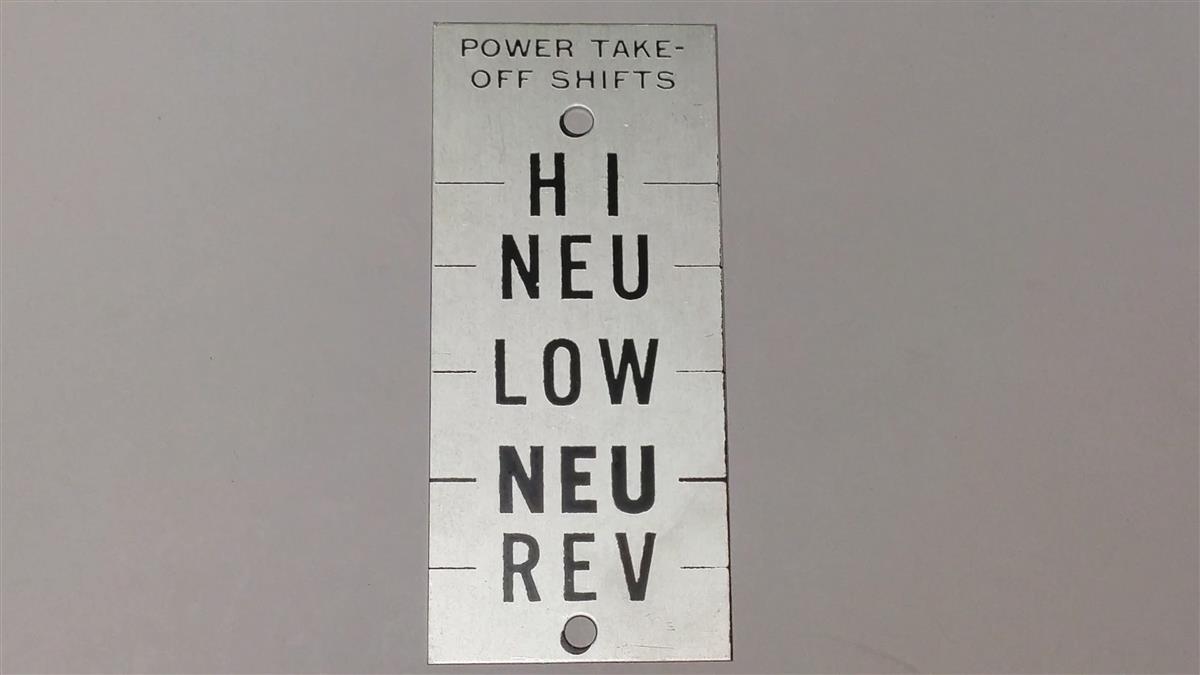 POWER TAKE-
OFF SHIFTS
HI
NEU
LOW
NEU
REV